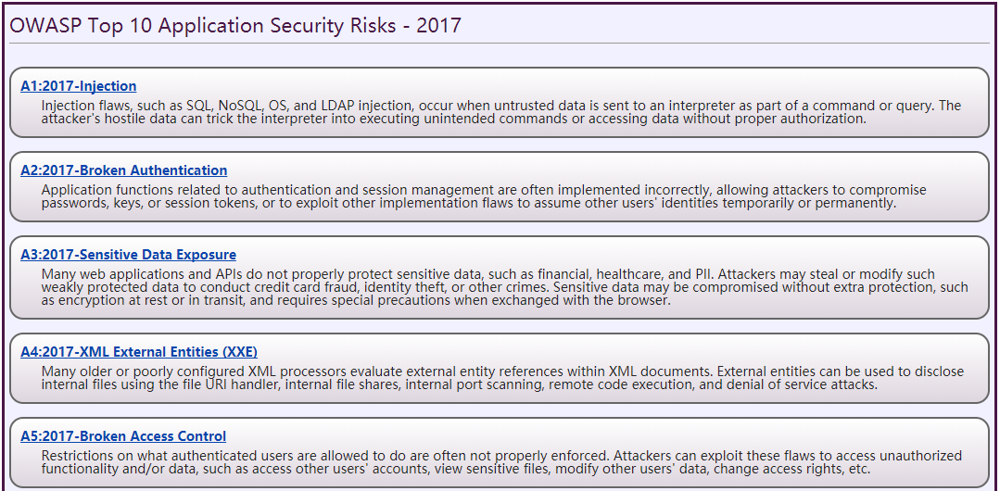 OWASP Top 10 Application Security Risks - 2017
A1:2017-Injection
Injection flaws, such as SQL, NoSQL, OS, and LDAP injection, occur when untrusted data is sent to an interpreter as part of a command or query. The
attacker's hostile data can trick the interpreter into executing unintended commands or accessing data without proper authorization.
A2:2017-Broken Authentication
Application functions related to authentication and session management are often implemented incorrectly, allowing attackers to compromise
passwords, keys, or session tokens, or to exploit other implementation flaws to assume other users' identities temporarily or permanently.
A3:2017-Sensitive Data Exposure
Many web applications and APIs do not properly protect sensitive data, such as financial, healthcare, and PII. Attackers may steal or modify such
weakly protected data to conduct credit card fraud, identity theft, or other crimes. Sensitive data may be compromised without extra protection, such
as encryption at rest or in transit, and requires special precautions when exchanged with the browser.
A4:2017-XML External Entities (XXE)
Many older or poorly configured XML processors evaluate external entity references within XML documents. External entities can be used to disclose
internal files using the file URI handler, internal file shares, internal port scanning, remote code execution, and denial of service attacks.
A5:2017-Broken Access Control
Restrictions on what authenticated users are allowed to do are often not properly enforced. Attackers can exploit these flaws to access unauthorized
functionality and/or data, such as access other users' accounts, view sensitive files, modify other users' data, change access rights, etc.